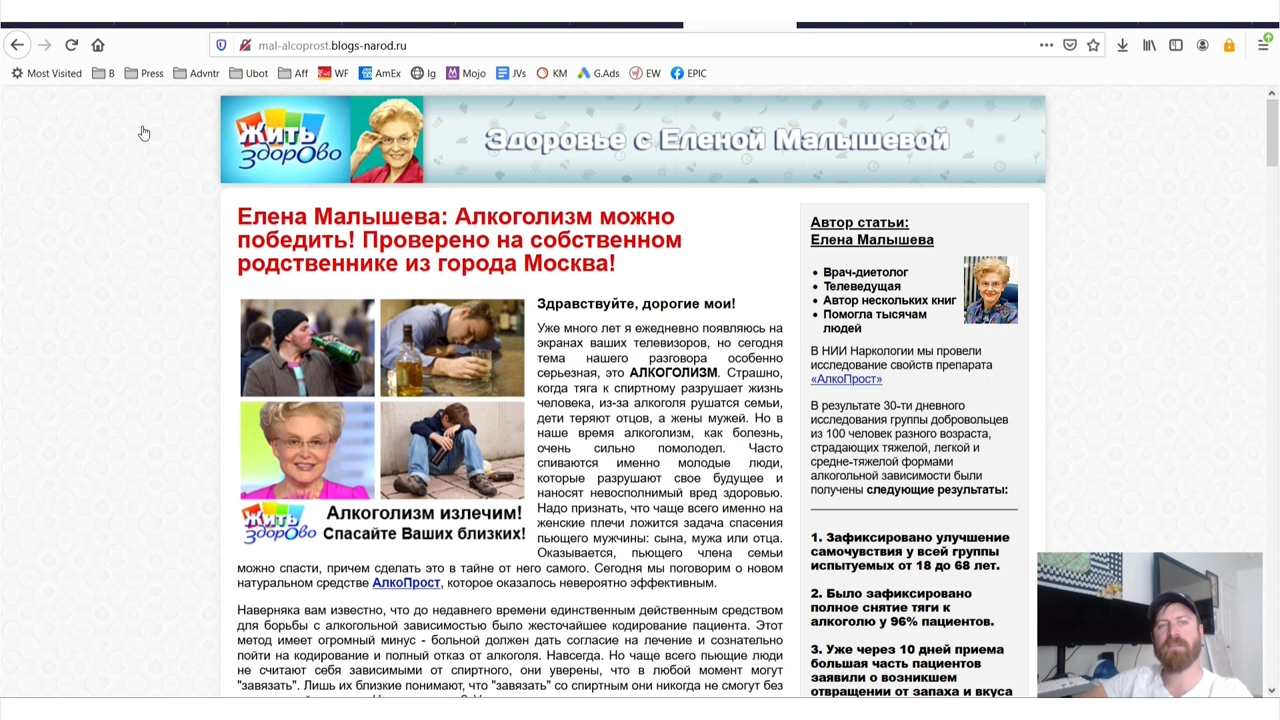 mal-alcoprost.blogs-narod.ru
Most Visited B Press Advntr Ubot Aff WF AmEx Ig Mojo JVs KM G.Ads EW EPIC
Жить
здорОво
Здоровье с Еленой Малышевой
Елена Малышева: Алкоголизм можно
победить! Проверено на собственном
родственнике из города Москва!
Жить
здорОво
Алкоголизм излечим!
Спасайте Ваших близких!
Здравствуйте, дорогие мои!
Уже много лет я ежедневно появляюсь на
экранах ваших телевизоров, но сегодня
тема нашего разговора особенно
серьезная, это АЛКОГОЛИЗМ. Страшно,
когда тяга к спиртному разрушает жизнь
человека, из-за алкоголя рушатся семьи,
дети теряют отцов, а жены мужей. Но в
наше время алкоголизм, как болезнь,
очень сильно помолодел. Часто
спиваются именно молодые люди,
которые разрушают свое будущее и
наносят невосполнимый вред здоровью.
Надо признать, что чаще всего именно на
женские плечи ложится задача спасения
пьющего мужчины: сына, мужа или отца.
Оказывается, пьющего члена семьи
можно спасти, причем сделать это в тайне от него самого. Сегодня мы поговорим о новом
натуральном средстве АлкоПрост, которое оказалось невероятно эффективным.
Наверняка вам известно, что до недавнего времени единственным действенным средством
для борьбы с алкогольной зависимостью было жесточайшее кодирование пациента. Этот
метод имеет огромный минус - больной должен дать согласие на лечение и сознательно
пойти на кодирование и полный отказ от алкоголя. Навсегда. Но чаще всего пьющие люди
не считают себя зависимыми от спиртного, они уверены, что в любой момент могут
"завязать". Лишь их близкие понимают, что "завязать" со спиртным они никогда не смогут без
Автор статьи:
Елена Малышева
Врач-диетолог
Телеведущая
Автор нескольких книг
Помогла тысячам
людей
В НИИ Наркологии мы провели
исследование свойств препарата
«АлкоПрост»
В результате 30-ти дневного
исследования группы добровольцев
из 100 человек разного возраста,
страдающих тяжелой, легкой и
средне-тяжелой формами
алкогольной зависимости были
получены следующие результаты:
1. Зафиксировано улучшение
самочувствия у всей группы
испытуемых от 18 до 68 лет.
2. Было зафиксировано
полное снятие тяги к
алкоголю у 96% пациентов.
3. Уже через 10 дней приема
большая часть пациентов
заявили о возникшем
отвращении от запаха и вкуса